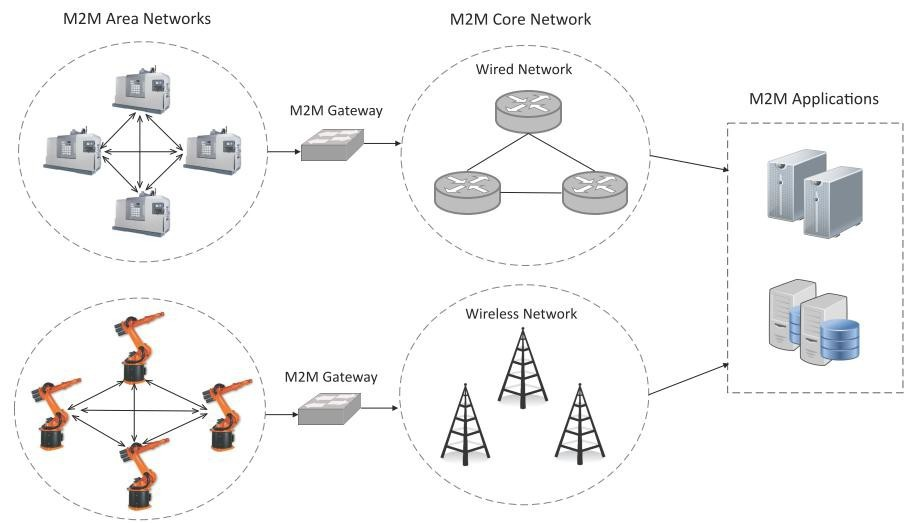 M2M Area Networks
M2M Core Network
Wired Network
M2M Gateway
M2M Applications
Wireless Network
M2M Gateway